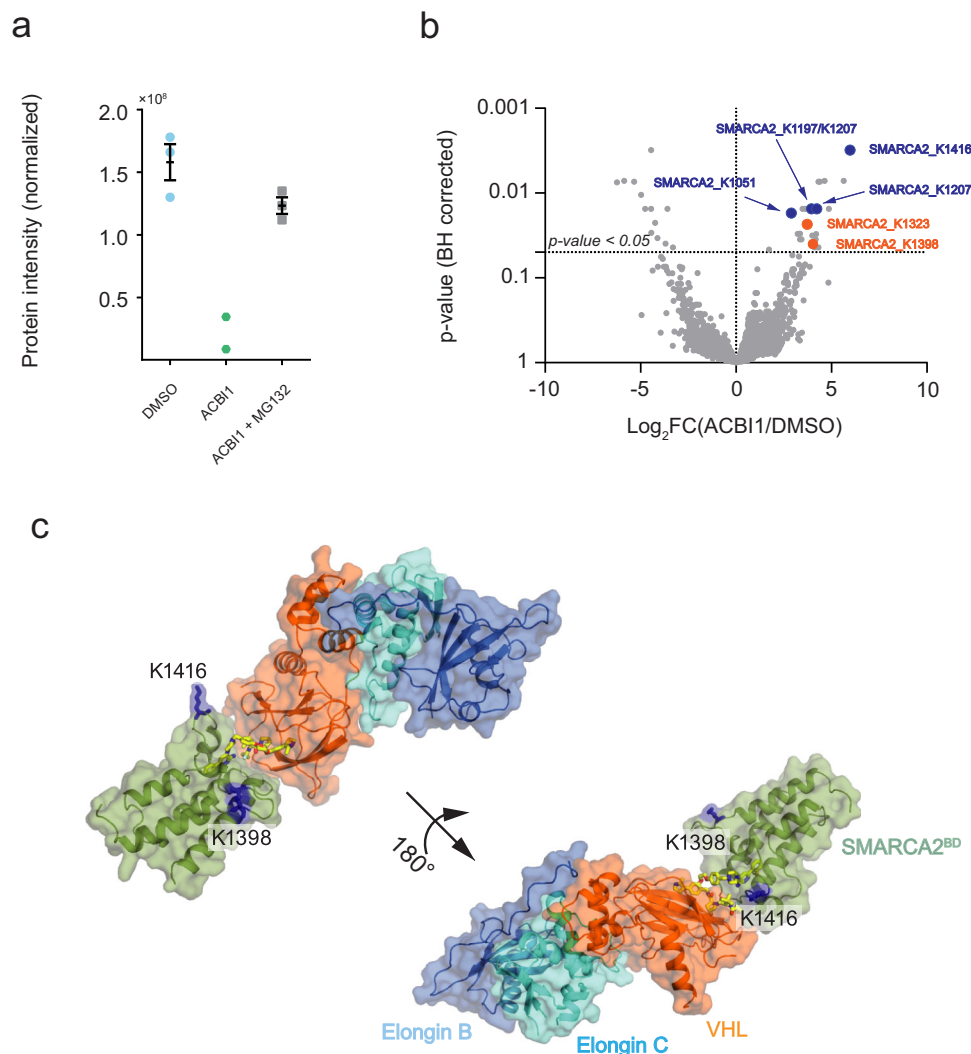 a
Protein intensity (normalized)
×10⁸
2.0
1.5
1.0
0.5
DMSO
ACBI1
ACBI1 + MG132
b
p-value (BH corrected)
0.001
0.01
0.1
1
SMARCA2_K1197/K1207
SMARCA2_K1416
SMARCA2_K1051
SMARCA2_K1207
SMARCA2_K1323
SMARCA2_K1398
p-value < 0.05
-10
-5
0
5
10
Log₂FC(ACBI1/DMSO)
c
K1416
K1398
180°
K1398
SMARCA2ᴮᴰ
K1416
VHL
Elongin B
Elongin C